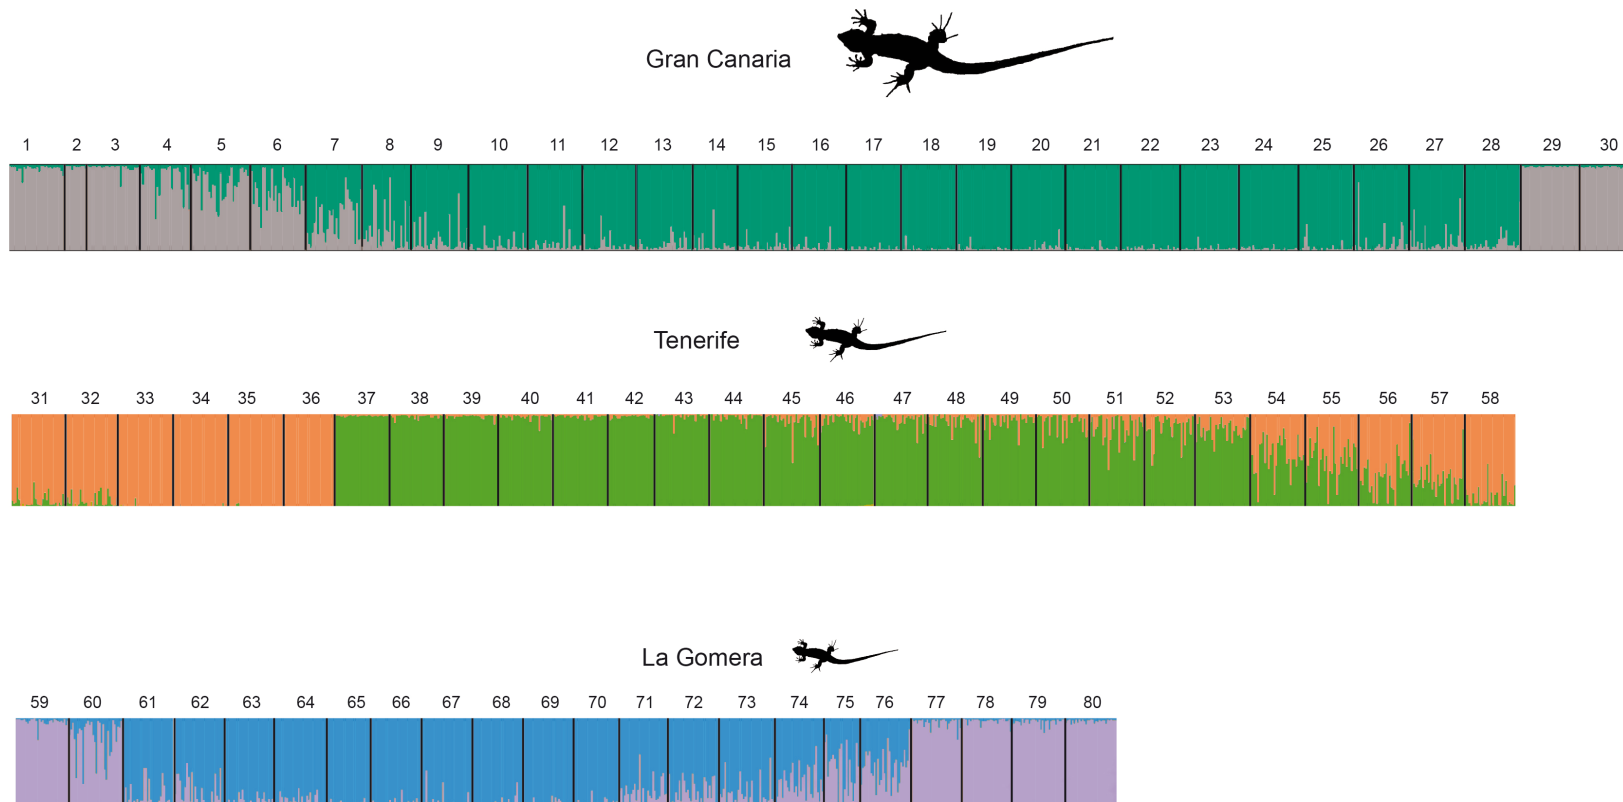 Gran Canaria
1 2 3 4 5 6 7 8 9 10 11 12 13 14 15 16 17 18 19 20 21 22 23 24 25 26 27 28 29 30
Tenerife
31 32 33 34 35 36 37 38 39 40 41 42 43 44 45 46 47 48 49 50 51 52 53 54 55 56 57 58
La Gomera
59 60 61 62 63 64 65 66 67 68 69 70 71 72 73 74 75 76 77 78 79 80